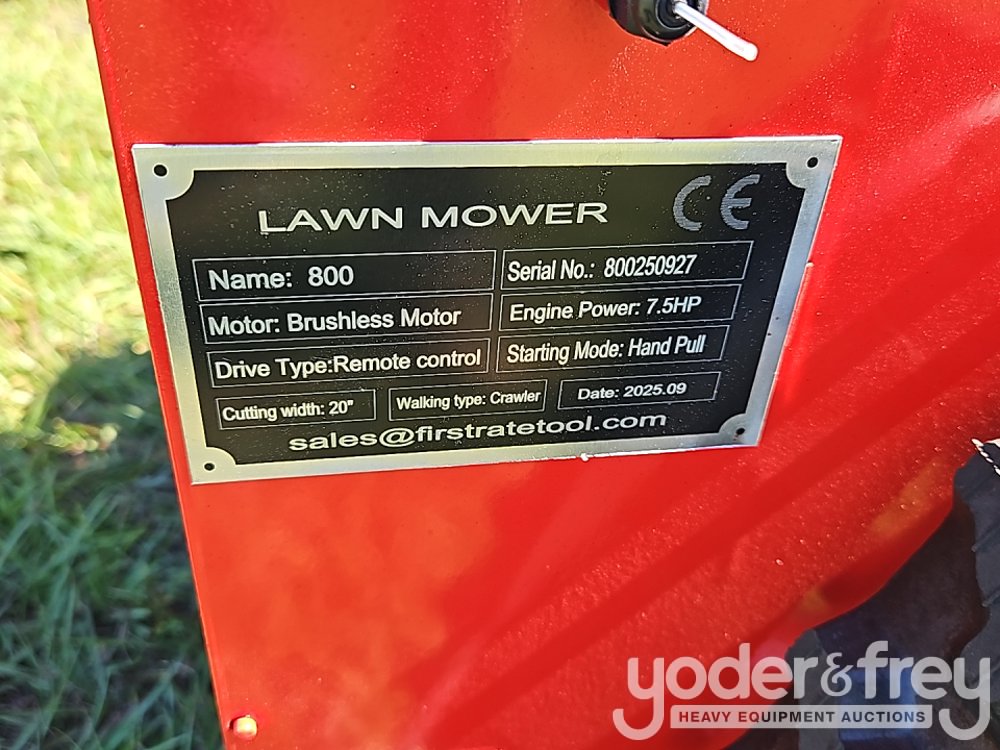 LAWN MOWER CE
Name: 800
Serial No.: 800250927
Motor: Brushless Motor
Engine Power: 7.5HP
Drive Type:Remote control
Starting Mode: Hand Pull
Cutting width: 20"
Walking type: Crawler
Date: 2025.09
sales@firstratetool.com
yoder&frey
HEAVY EQUIPMENT AUCTIONS